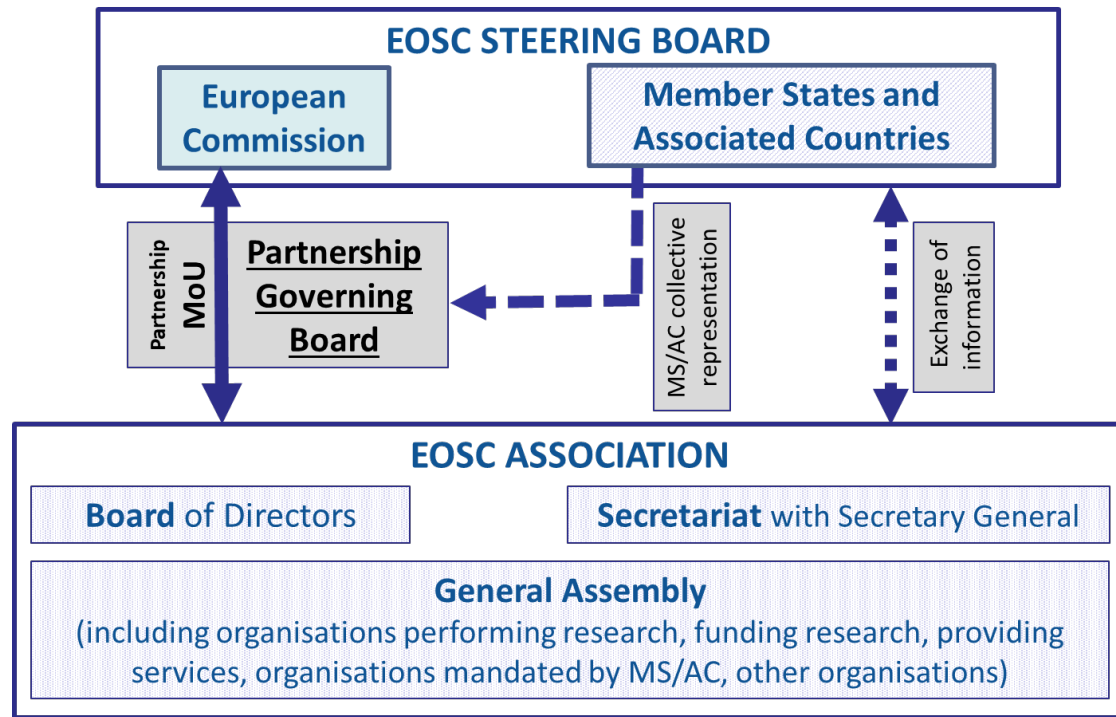 EOSC STEERING BOARD
European
Commission
Member States and
Associated Countries
Partnership
MoU
Partnership
Governing
Board
MS/AC collective
representation
Exchange of
information
EOSC ASSOCIATION
Board of Directors
Secretariat with Secretary General
General Assembly
(including organisations performing research, funding research, providing
services, organisations mandated by MS/AC, other organisations)